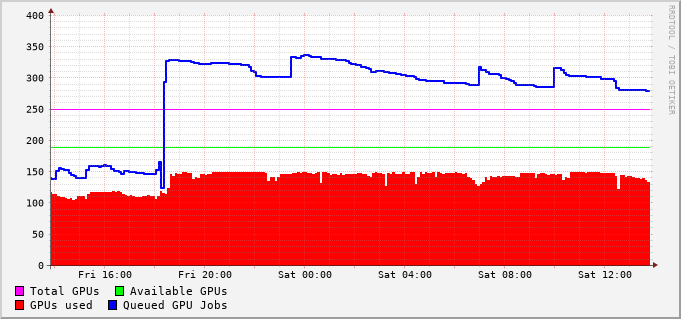 400
350
300
250
200
150
100
50
0
Fri 16:00 Fri 20:00 Sat 00:00 Sat 04:00 Sat 08:00 Sat 12:00
Total GPUs Available GPUs
GPUs used Queued GPU Jobs
RRDTOOL / TOBI OETIKER